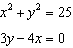 x² + y² = 25
3y − 4x = 0